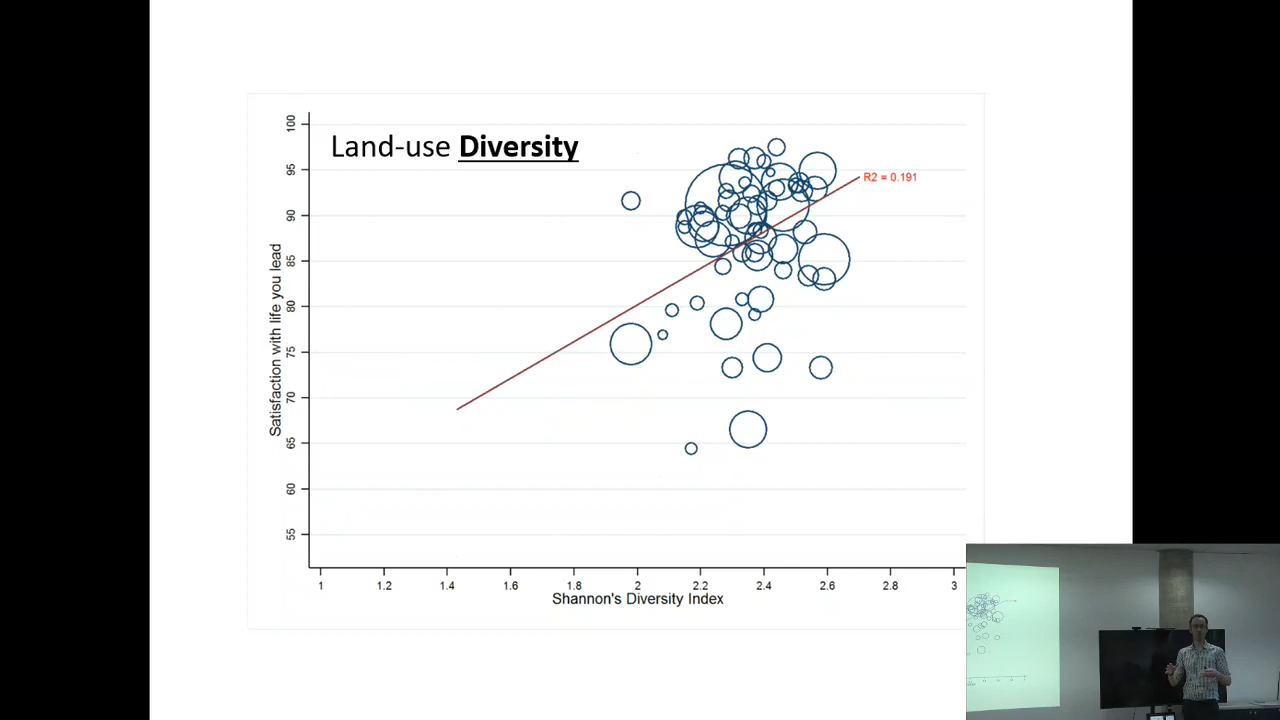 Land-use Diversity
R2 = 0.191
Satisfaction with life you lead
100
95
90
85
80
75
70
65
60
55
1 1.2 1.4 1.6 1.8 2 2.2 2.4 2.6 2.8 3
Shannon's Diversity Index